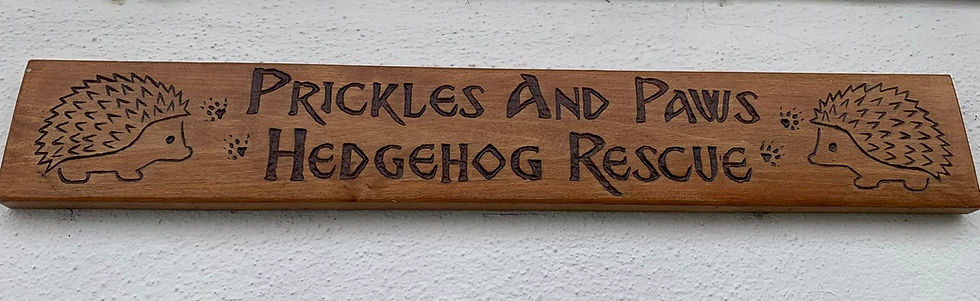 Prickles And Paws
Hedgehog Rescue